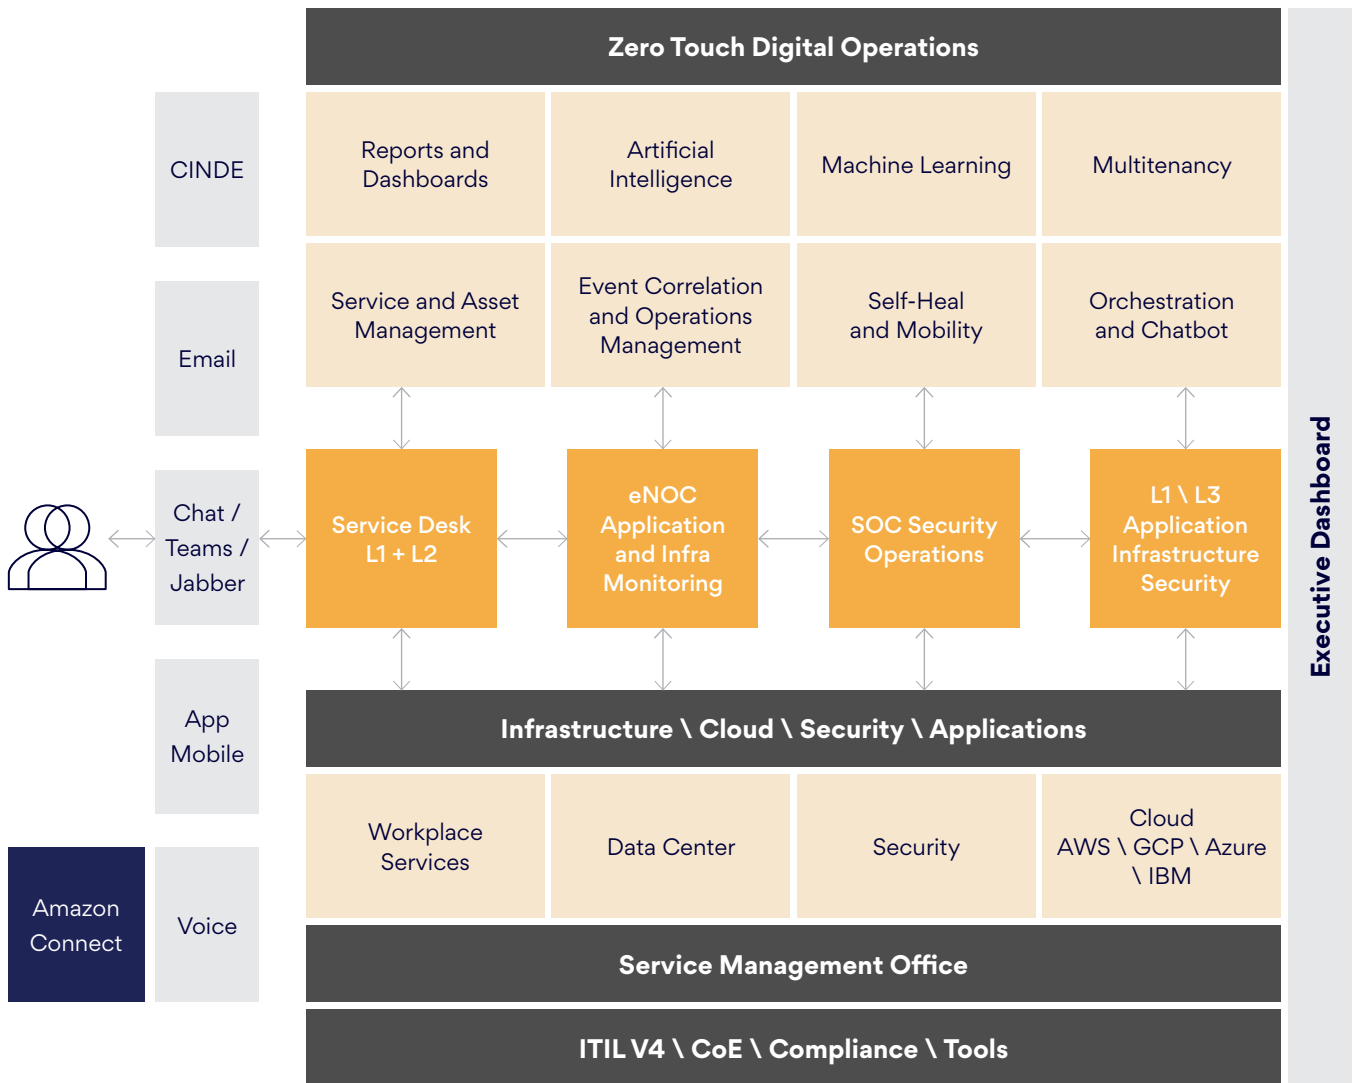 Zero Touch Digital Operations
CINDE
Reports and
Dashboards
Artificial
Intelligence
Machine Learning
Multitenancy
Email
Service and Asset
Management
Event Correlation
and Operations
Management
Self-Heal
and Mobility
Orchestration
and Chatbot
Chat /
Teams /
Jabber
Service Desk
L1 + L2
eNOC
Application
and Infra
Monitoring
SOC Security
Operations
L1 \ L3
Application
Infrastructure
Security
Executive Dashboard
App
Mobile
Infrastructure \ Cloud \ Security \ Applications
Workplace
Services
Data Center
Security
Cloud
AWS \ GCP \ Azure
\ IBM
Amazon
Connect
Voice
Service Management Office
ITIL V4 \ CoE \ Compliance \ Tools